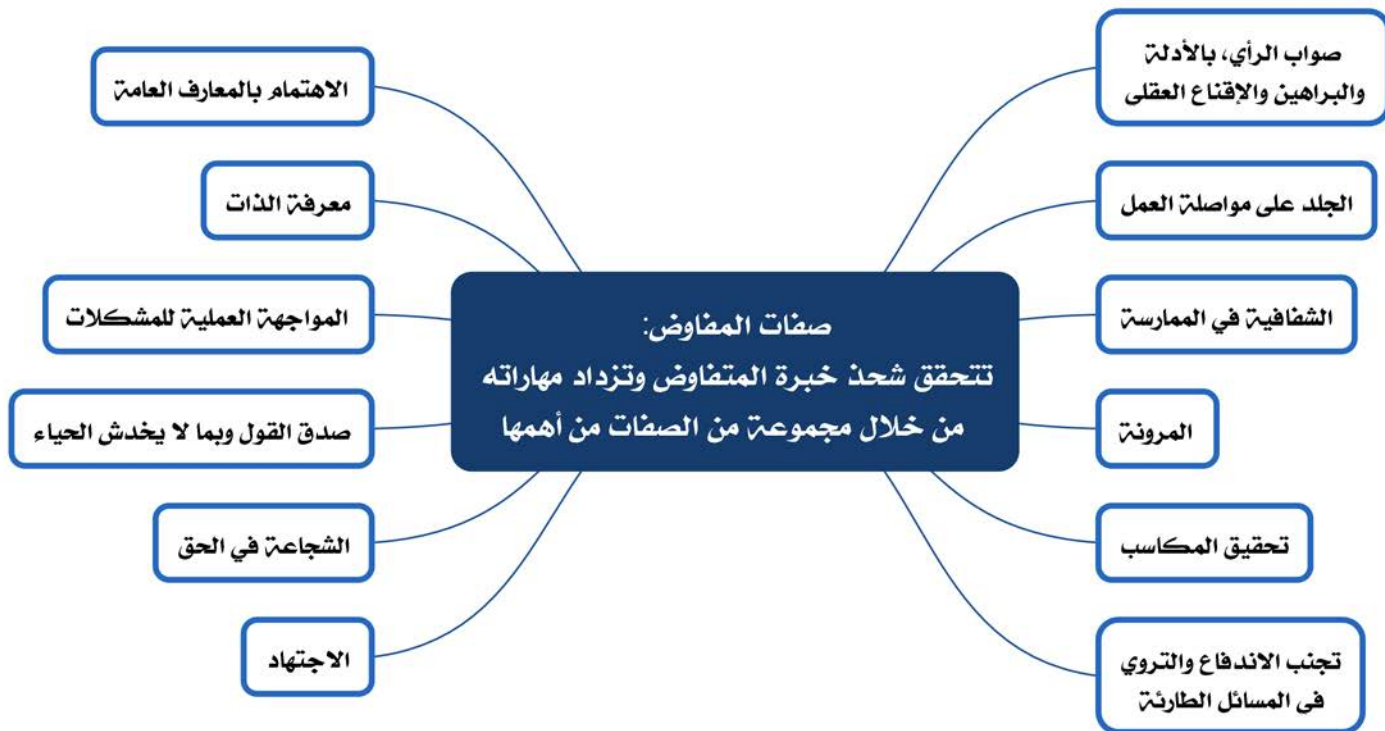 صفات المفاوض:
تتحقق شحذ خبرة المتفاوض وتزداد مهاراته
من خلال مجموعة من الصفات من أهمها
صواب الرأي، بالأدلة
والبراهين والإقناع العقلى
الجلد على مواصلة العمل
الشفافية في الممارسة
المرونة
تحقيق المكاسب
تجنب الاندفاع والتروي
فى المسائل الطارئة
الاهتمام بالمعارف العامة
معرفة الذات
المواجهة العملية للمشكلات
صدق القول وبما لا يخدش الحياء
الشجاعة في الحق
الاجتهاد